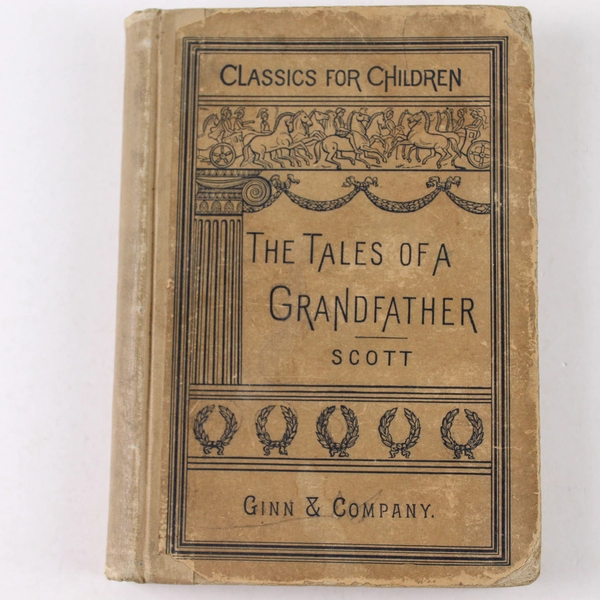 CLASSICS FOR CHILDREN
THE TALES OF A
GRANDFATHER
SCOTT
GINN & COMPANY.